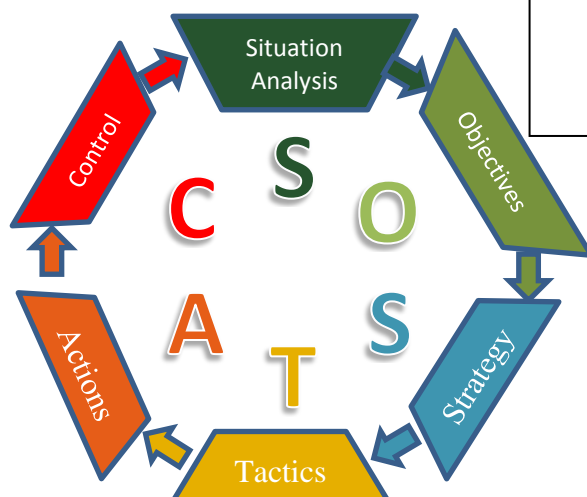 Situation
Analysis
Objectives
Strategy
Tactics
Actions
Control
S
O
S
T
A
C